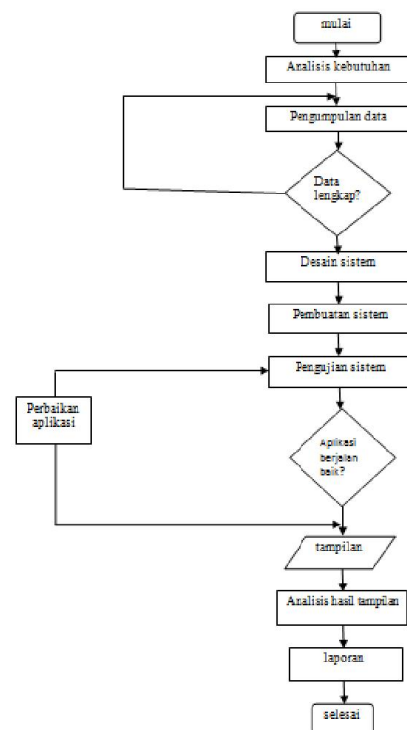 mulai
Analisis kebutuhan
Pengumpulan data
Data
lengkap?
Desain sistem
Pembuatan sistem
Pengujian sistem
Perbaikan
aplikasi
Aplikasi
berjalan
baik?
tampilan
Analisis hasil tampilan
laporan
selesai